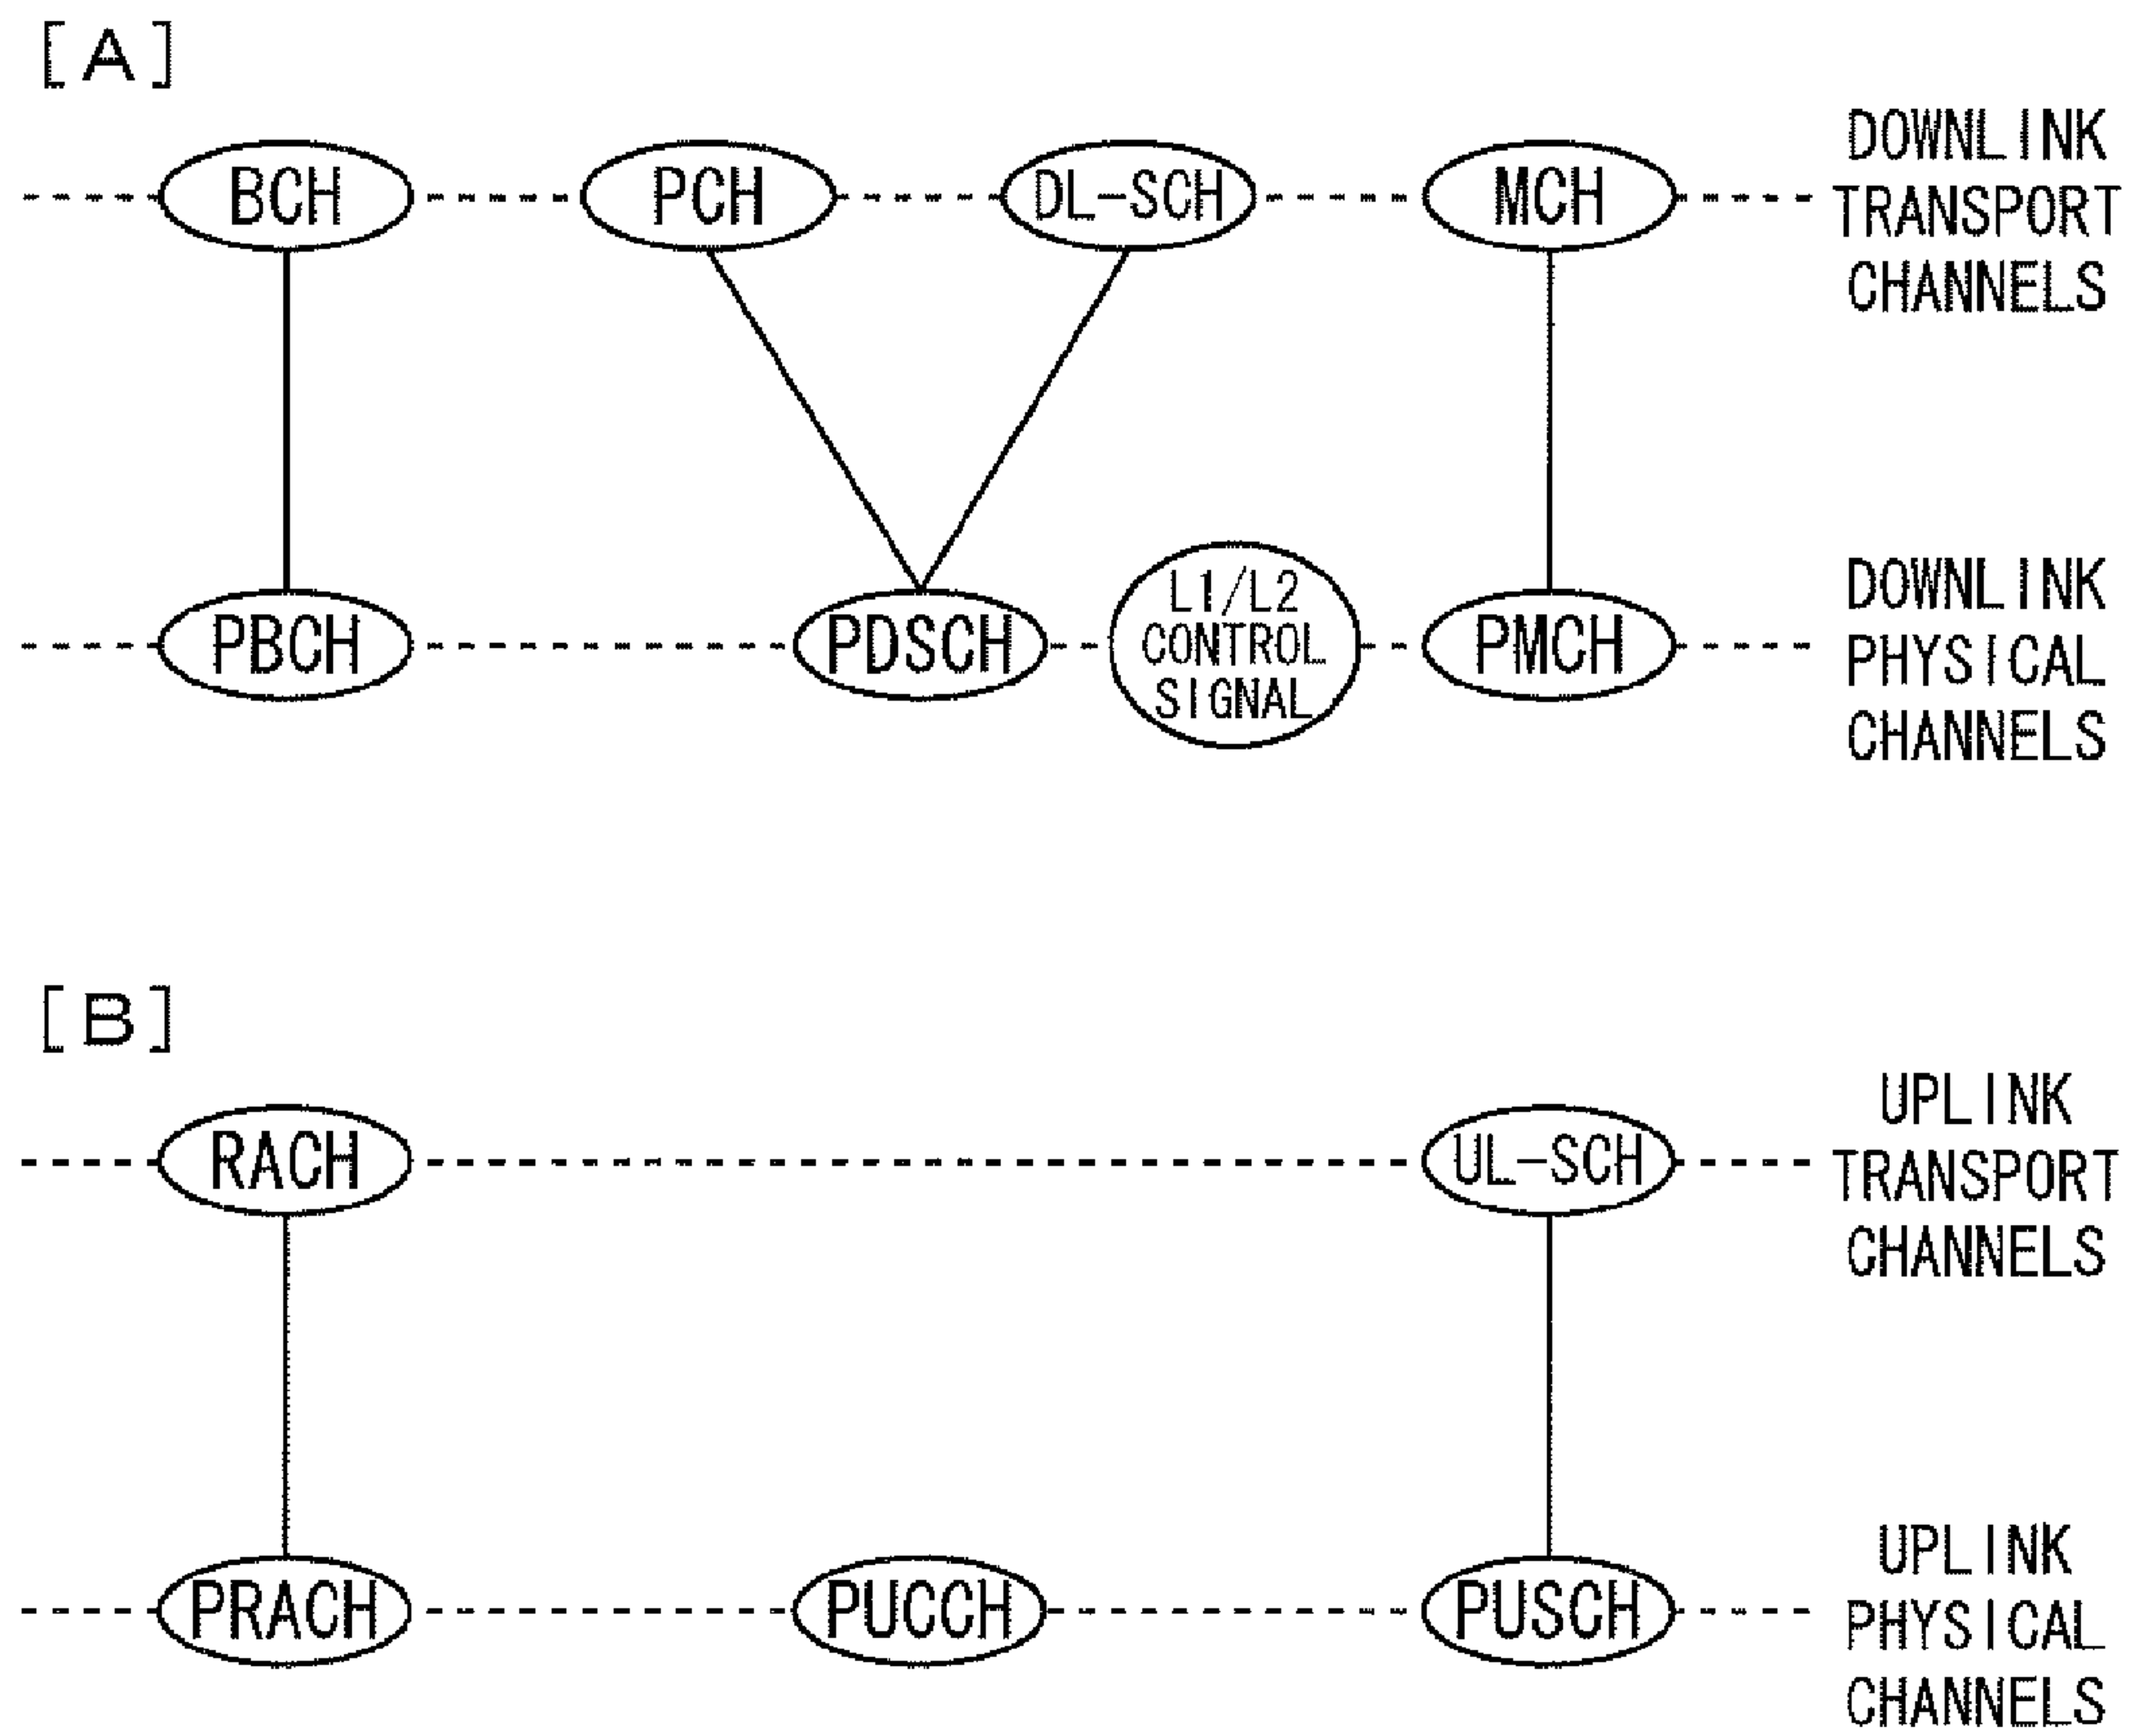 [A]
BCH
PCH
DL-SCH
MCH
DOWNLINK
TRANSPORT
CHANNELS
PBCH
PDSCH
L1/L2
CONTROL
SIGNAL
PMCH
DOWNLINK
PHYSICAL
CHANNELS
[B]
RACH
UL-SCH
UPLINK
TRANSPORT
CHANNELS
PRACH
PUCCH
PUSCH
UPLINK
PHYSICAL
CHANNELS